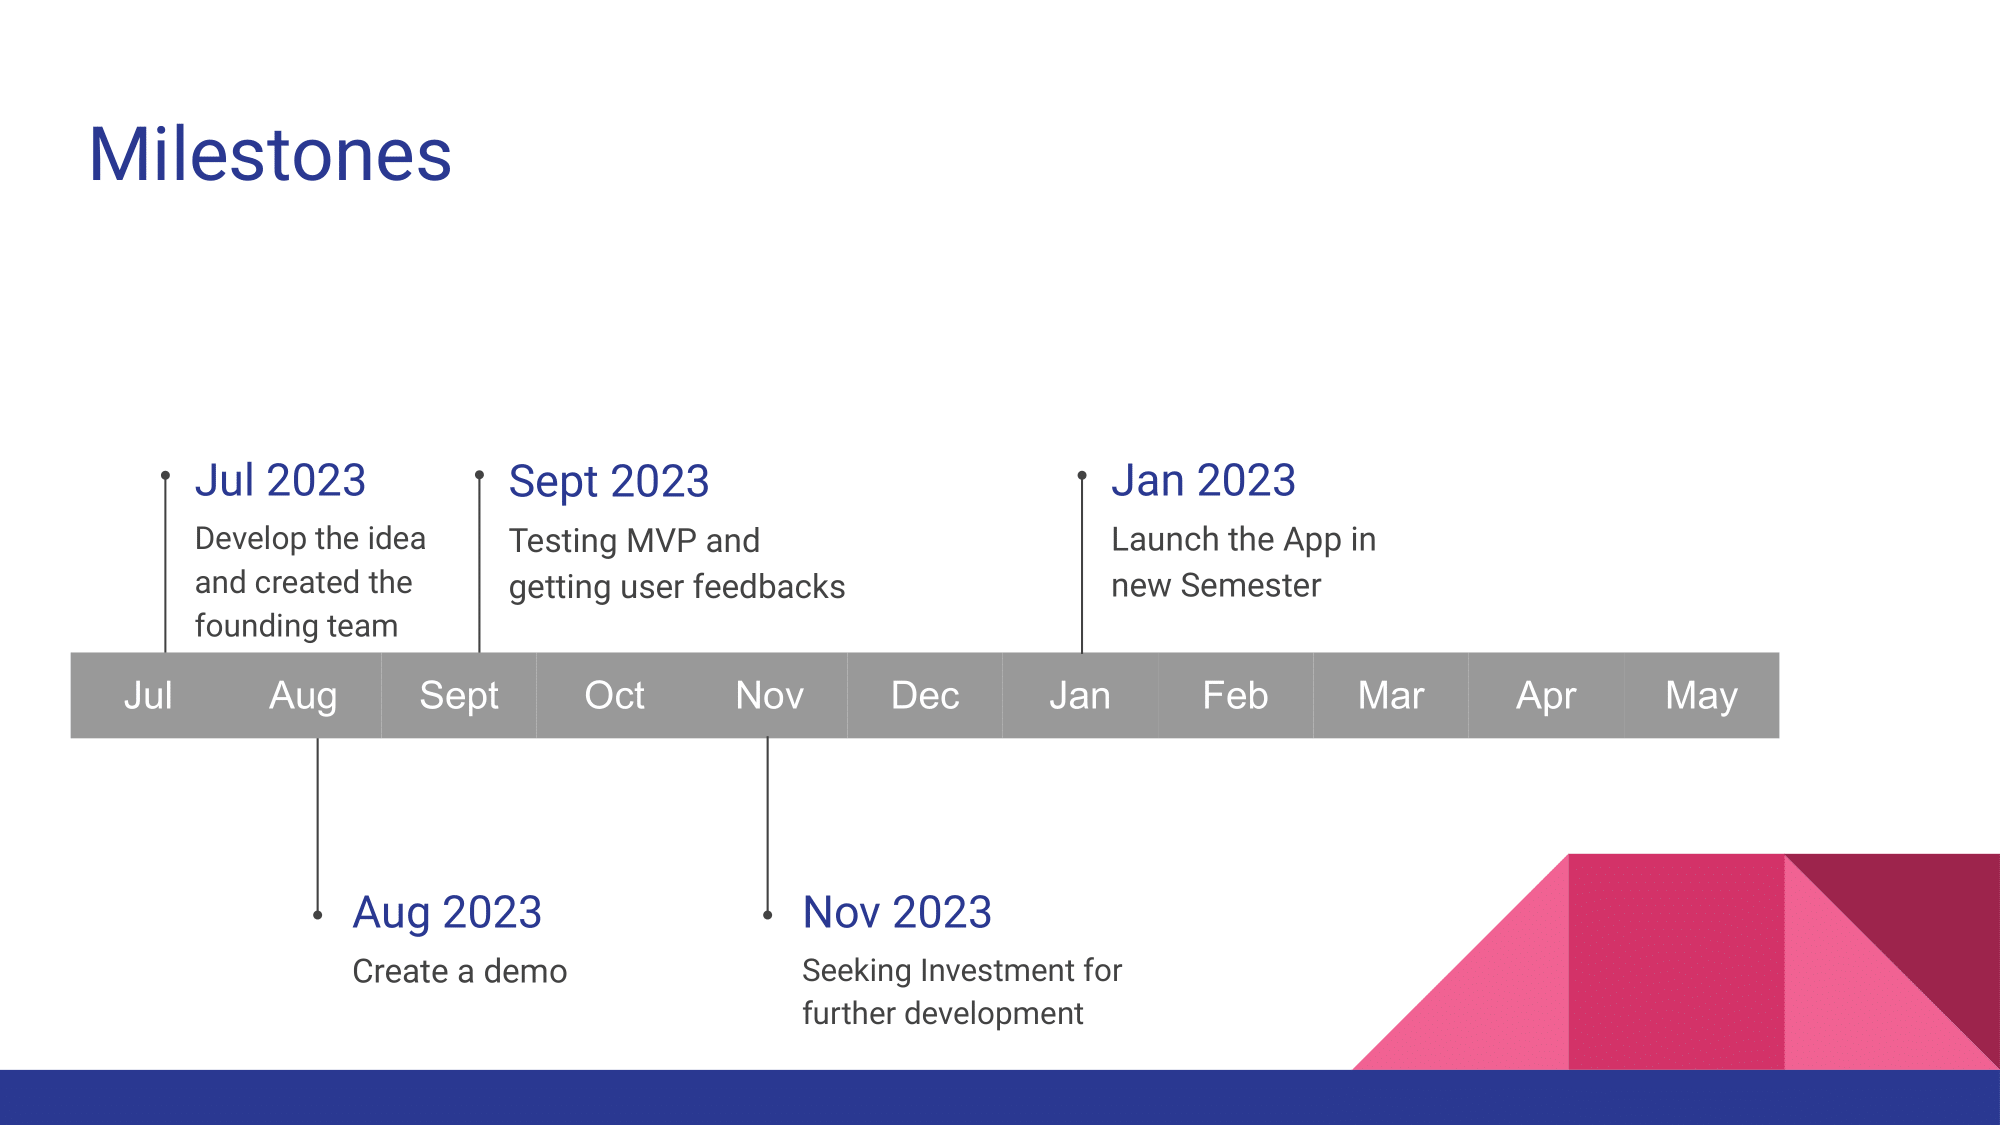 Milestones
Jul 2023
Develop the idea
and created the
founding team
Sept 2023
Testing MVP and
getting user feedbacks
Jan 2023
Launch the App in
new Semester
Jul Aug Sept Oct Nov Dec Jan Feb Mar Apr May
Aug 2023
Create a demo
Nov 2023
Seeking Investment for
further development